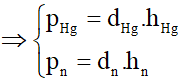 ⇒ { p_Hg = d_Hg.h_Hg
p_n = d_n.h_n